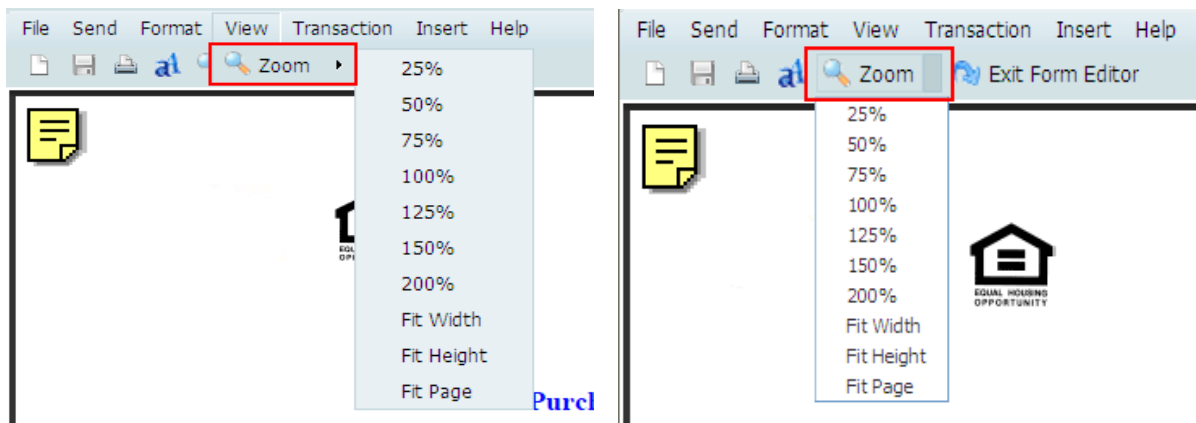 File Send Format View Transaction Insert Help
Zoom
25%
50%
75%
100%
125%
150%
200%
Fit Width
Fit Height
Fit Page
File Send Format View Transaction Insert Help
Zoom Exit Form Editor
25%
50%
75%
100%
125%
150%
200%
Fit Width
Fit Height
Fit Page
EQUAL HOUSING
OPPORTUNITY